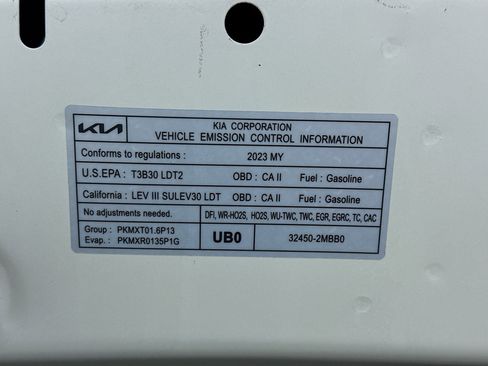 KIA
KIA CORPORATION
VEHICLE EMISSION CONTROL INFORMATION
Conforms to regulations : 2023 MY
U.S.EPA : T3B30 LDT2 OBD : CA II Fuel : Gasoline
California : LEV III SULEV30 LDT OBD : CA II Fuel : Gasoline
No adjustments needed. DFI, WR-HO2S, HO2S, WU-TWC, TWC, EGR, EGRC, TC, CAC
Group : PKMXT01.6P13
Evap. : PKMXR0135P1G
UB0
32450-2MBB0